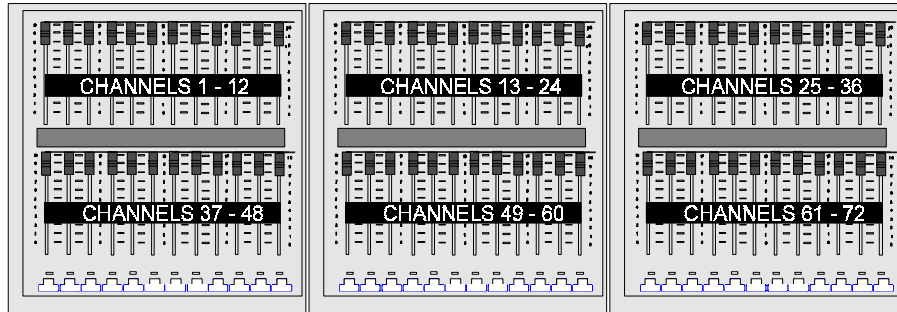 CHANNELS 1 - 12
CHANNELS 13 - 24
CHANNELS 25 - 36
CHANNELS 37 - 48
CHANNELS 49 - 60
CHANNELS 61 - 72